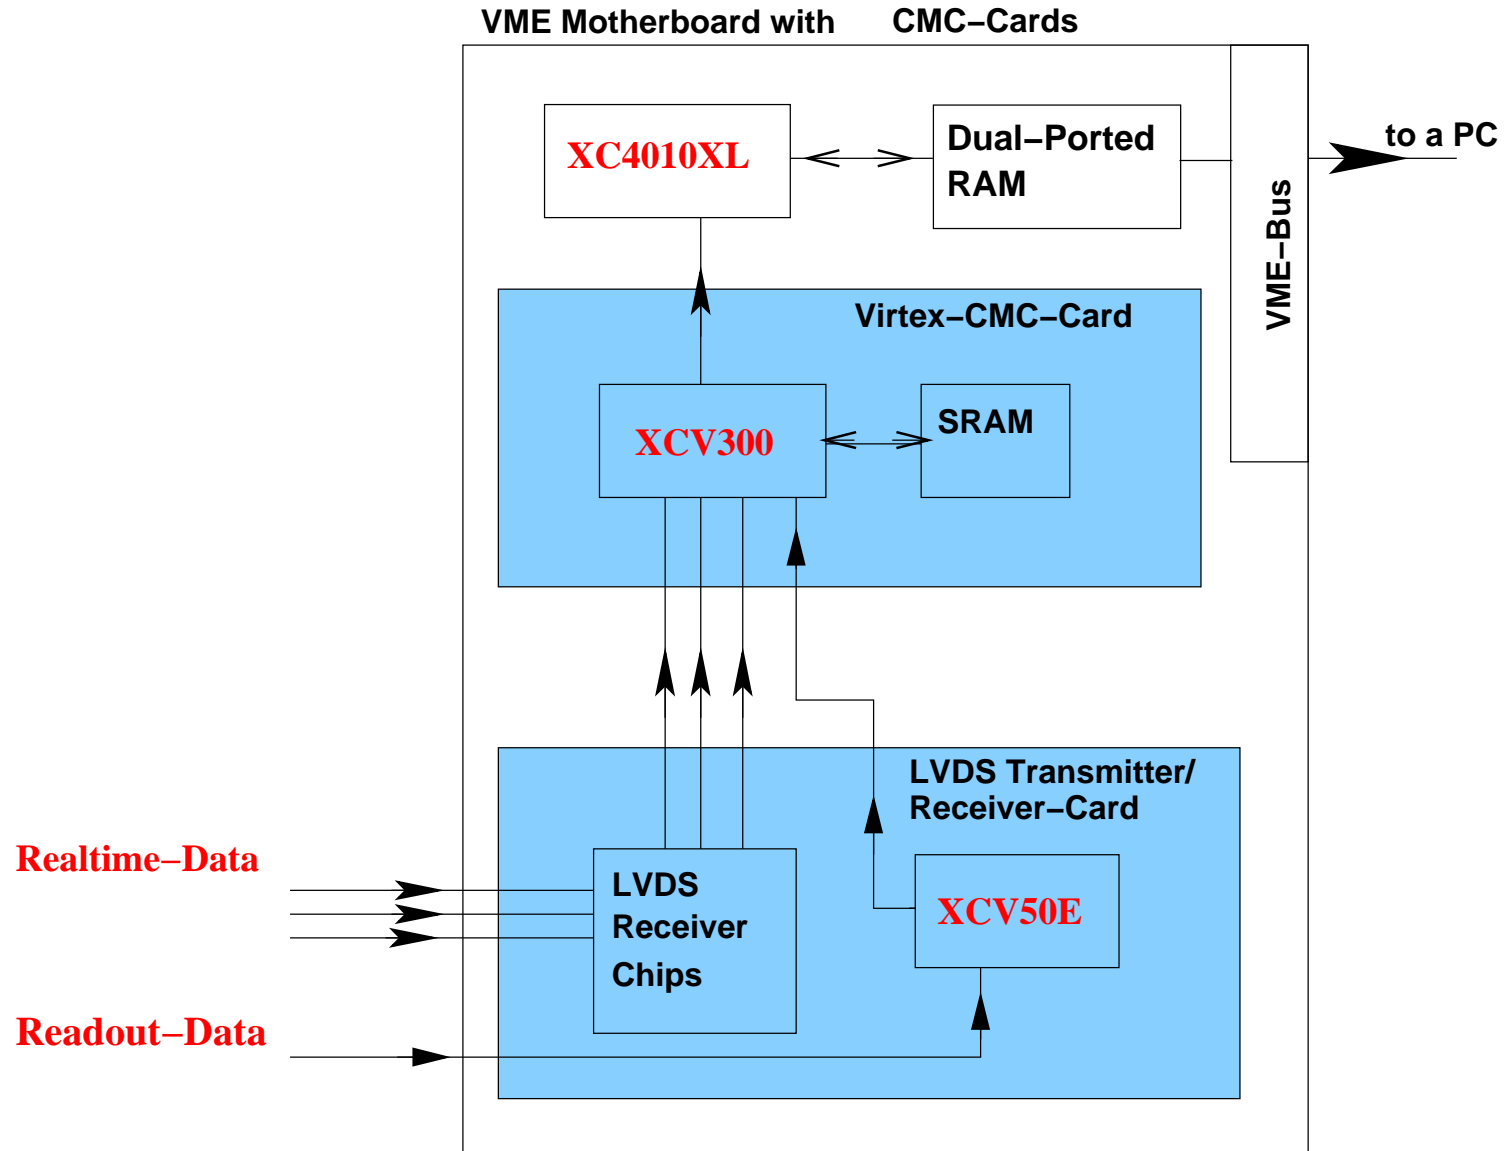 VME Motherboard with CMC–Cards
to a PC
XC4010XL
Dual–Ported
RAM
VME–Bus
Virtex–CMC–Card
XCV300
SRAM
LVDS Transmitter/
Receiver–Card
Realtime–Data
LVDS
Receiver
Chips
XCV50E
Readout–Data